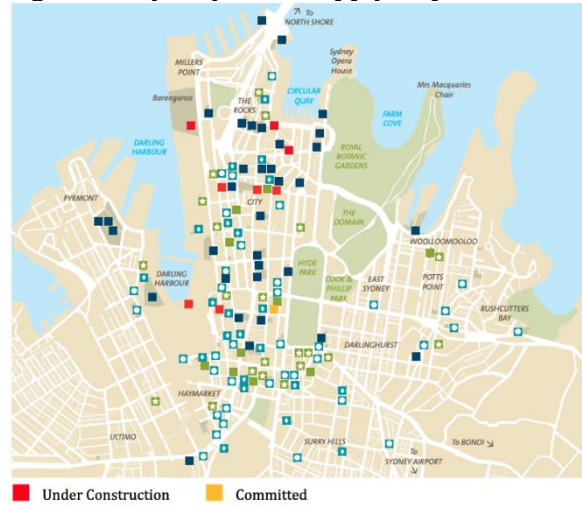 To
NORTH SHORE
MILLERS
POINT
Sydney
Opera
House
Mrs Macquaries
Chair
Barangaroo
THE
ROCKS
CIRCULAR
QUAY
FARM
COVE
DARLING
HARBOUR
ROYAL
BOTANIC
GARDENS
PYRMONT
CITY
THE
DOMAIN
WOOLLOOMOOLOO
HYDE
PARK
DARLING
HARBOUR
COOK &
PHILLIP
PARK
EAST
SYDNEY
POTTS
POINT
RUSHCUTTERS
BAY
DARLINGHURST
HAYMARKET
ULTIMO
SURRY HILLS
To BONDI
To
SYDNEY AIRPORT
Under Construction
Committed